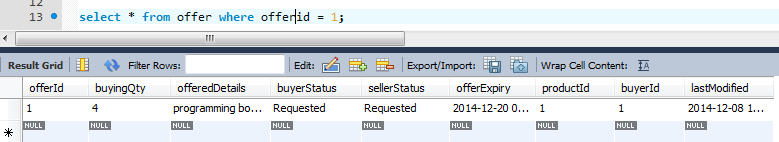 12
13 select * from offer where offerid = 1;
Result Grid Filter Rows: Edit: Export/Import: Wrap Cell Content:
offerId buyingQty offeredDetails buyerStatus sellerStatus offerExpiry productId buyerId lastModified
1 4 programming bo... Requested Requested 2014-12-20 0... 1 1 2014-12-08 1...
NULL NULL NULL NULL NULL NULL NULL NULL NULL